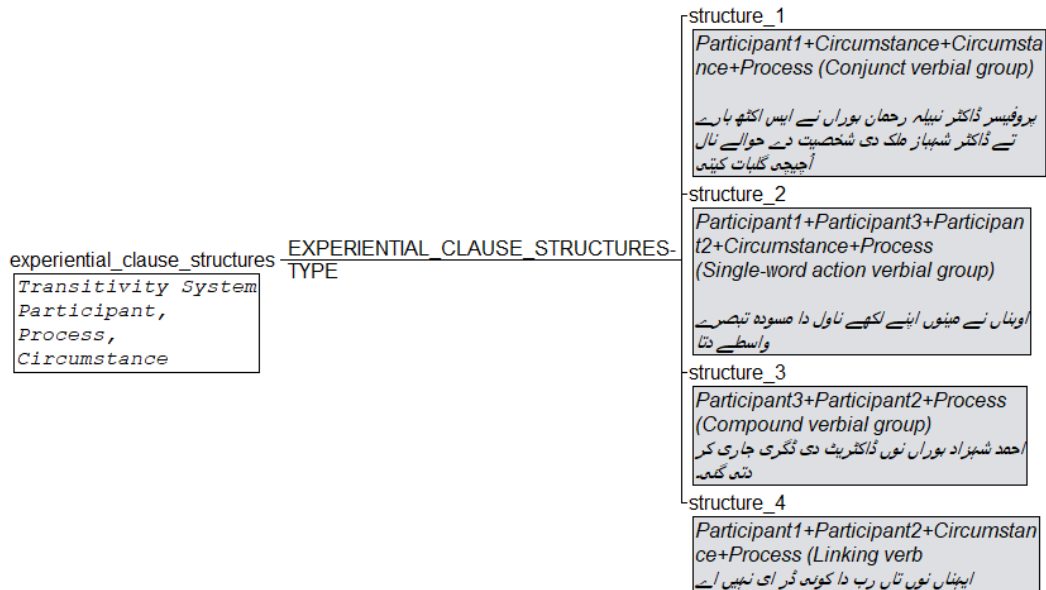 structure_1
Participant1+Circumstance+Circumsta
nce+Process (Conjunct verbial group)
پروفیسر ڈاکٹر نبیلہ رحمان ہوراں نے ایس اکٹھ بارے
تے ڈاکٹر شہباز ملک دی شخصیت دے حوالے نال
اُچیچی گلبات کیتی
structure_2
Participant1+Participant3+Participan
t2+Circumstance+Process
(Single-word action verbial group)
اوہناں نے مینوں اپنے لکھے ناول دا مسودہ تبصرے
واسطے دتا
experiential_clause_structures
EXPERIENTIAL_CLAUSE_STRUCTURES-
TYPE
Transitivity System
Participant,
Process,
Circumstance
structure_3
Participant3+Participant2+Process
(Compound verbial group)
احمد شہزاد ہوراں نوں ڈاکٹریٹ دی ڈگری جاری کر
دتی گئی۔
structure_4
Participant1+Participant2+Circumstan
ce+Process (Linking verb
ایہناں نوں تاں رب دا کوئی ڈر ای نہیں اے